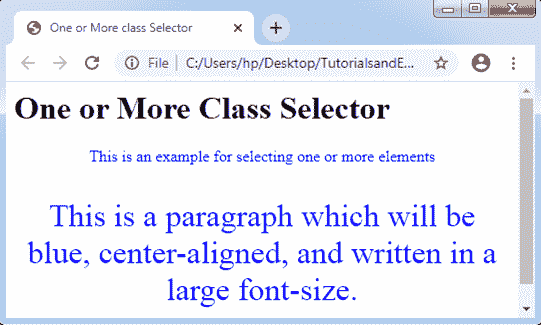 One or More class Selector
File | C:/Users/hp/Desktop/TutorialsandE...
One or More Class Selector
This is an example for selecting one or more elements
This is a paragraph which will be
blue, center-aligned, and written in a
large font-size.